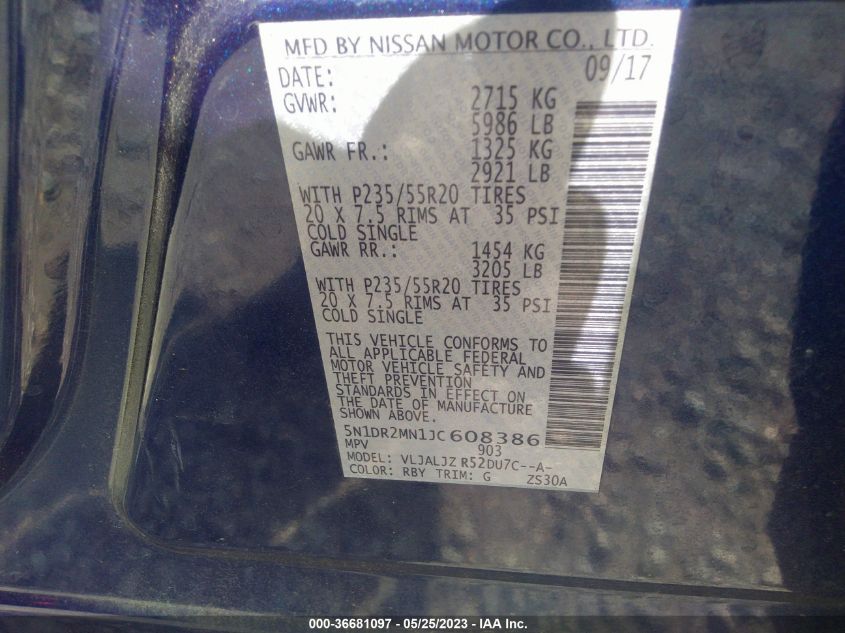 MFD BY NISSAN MOTOR CO., LTD.
DATE: 09/17
GVWR: 2715 KG
5986 LB
GAWR FR.: 1325 KG
2921 LB
WITH P235/55R20 TIRES
20 X 7.5 RIMS AT 35 PSI
COLD SINGLE
GAWR RR.: 1454 KG
3205 LB
WITH P235/55R20 TIRES
20 X 7.5 RIMS AT 35 PSI
COLD SINGLE
THIS VEHICLE CONFORMS TO
ALL APPLICABLE FEDERAL
MOTOR VEHICLE SAFETY AND
THEFT PREVENTION
STANDARDS IN EFFECT ON
THE DATE OF MANUFACTURE
SHOWN ABOVE.
5N1DR2MN1JC608386
MPV 903
MODEL: VLJALJZ R52DU7C--A-
COLOR: RBY TRIM: G ZS30A
000-36681097 - 05/25/2023 - IAA Inc.